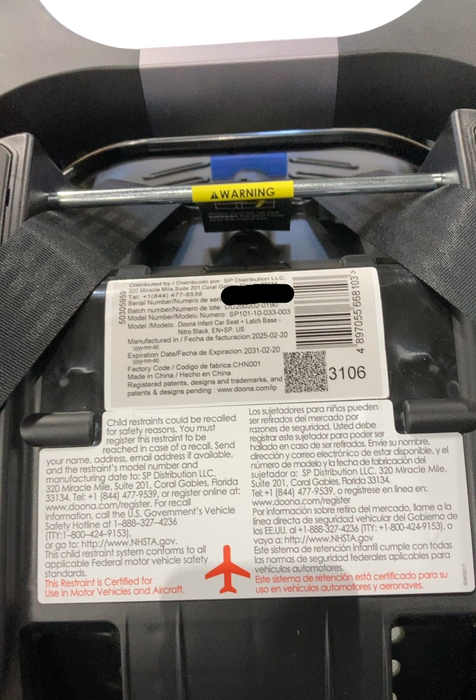 WARNING
Distributed by / Distribuido por: SP Distribution LLC.
320 Miracle Mile, Suite 201, Coral G
Tel: +1(844) 477-9539
Serial Number/Numero de seri
Batch number/Numero de lote: DO250202-0190
Model Number/Modelo Numero: SP101-10-033-003
Model /Modelo: Doona Infant Car Seat + Latch Base -
Nitro Black, EN+SP, US
Manufactured in / Fecha de facturacion: 2025-02-20
Expiration Date/Fecha de Expiracion: 2031-02-20
Factory Code / Codigo de fabrica: CHN001
Made in China / Hecho en China
Registered patents, designs and trademarks, and
patents & designs pending : www.doona.com/ip
50305959
4 897055 668103 >
3106
Child restraints could be recalled
for safety reasons. You must
register this restraint to be
reached in case of a recall. Send
your name, address, email address if available,
and the restraint's model number and
manufacturing date to: SP Distribution LLC,
320 Miracle Mile, Suite 201, Coral Gables, Florida
33134. Tel: +1 (844) 477-9539, or register online at:
www.doona.com/register. For recall
information, call the U.S. Government's Vehicle
Safety Hotline at 1-888-327-4236
(TTY:1-800-424-9153),
or go to: http://www.NHSTA.gov.
This child restraint system conforms to all
applicable Federal motor vehicle safety
standards.
This Restraint is Certified for
Use in Motor Vehicles and Aircraft.
Los sujetadores para niños pueden
ser retirados del mercado por
razones de seguridad. Usted debe
registrar este sujetador para poder ser
hallado en caso de ser retirados. Envíe su nombre,
dirección y correo electrónico de estar disponible, y el
número de modelo y la fecha de fabricación del
sujetador a: SP Distribution LLC, 320 Miracle Mile,
Suite 201, Coral Gables, Florida 33134.
Tel: +1 (844) 477-9539, o regístrese en línea en:
www.doona.com/register
Por información sobre retiro del mercado, llame a la
línea directa de seguridad vehicular del Gobierno de
los EE.UU. al +1-888-327-4236 (TTY: +1-800-424-9153), o
vaya a: http://www.NHTSA.gov
Este sistema de retención infantil cumple con todas
las normas de seguridad federales aplicables para
vehículos automotores.
Este sistema de retención está certificado para su
uso en vehículos automotores y aeronaves.